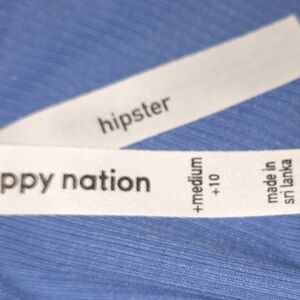 hipster
ppy nation
+medium
+10
made in
sri lanka